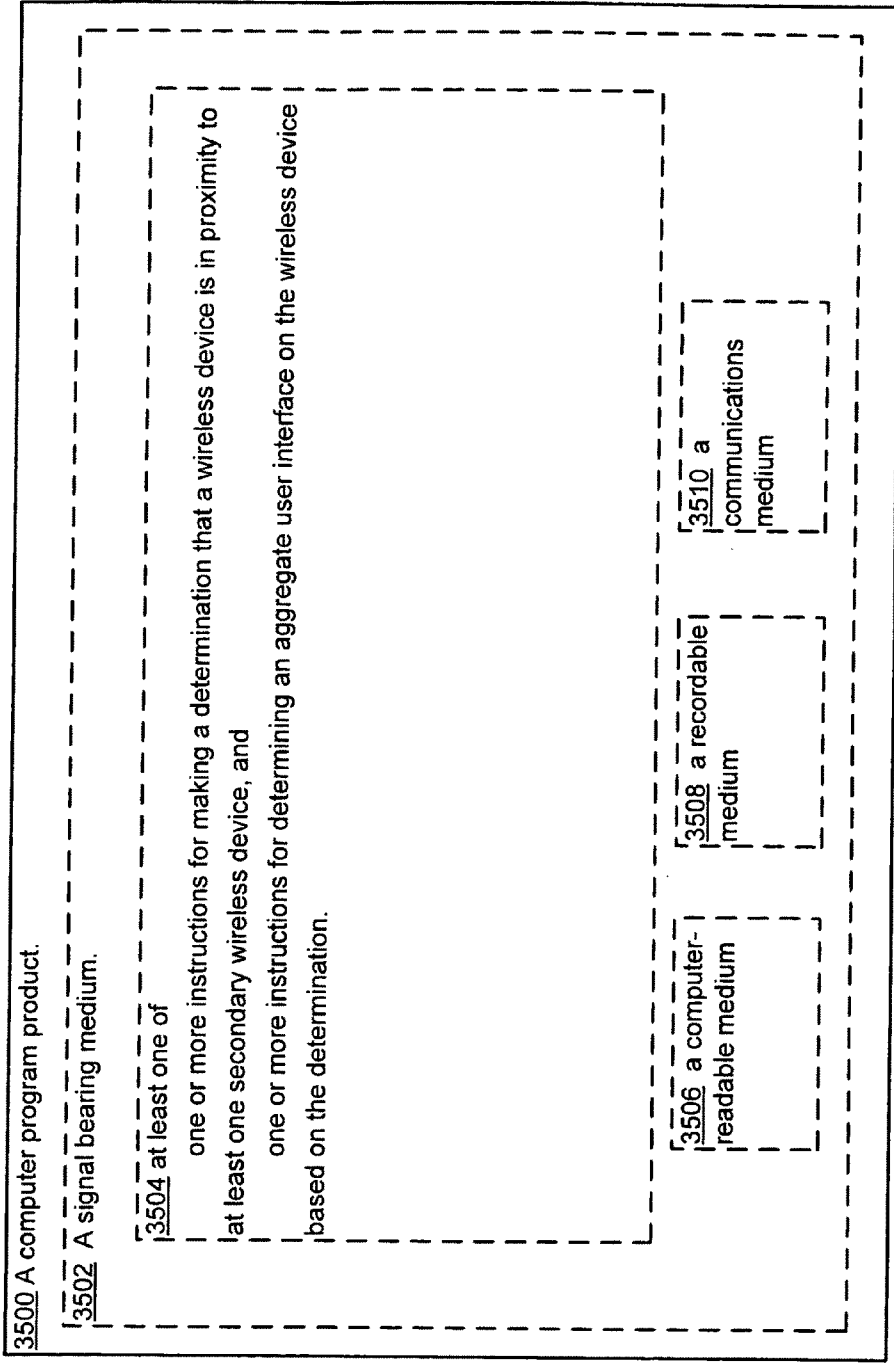 3500 A computer program product.
3502 A signal bearing medium.
3504 at least one of
one or more instructions for making a determination that a wireless device is in proximity to
at least one secondary wireless device, and
one or more instructions for determining an aggregate user interface on the wireless device
based on the determination.
3506 a computer-
readable medium
3508 a recordable
medium
3510 a
communications
medium